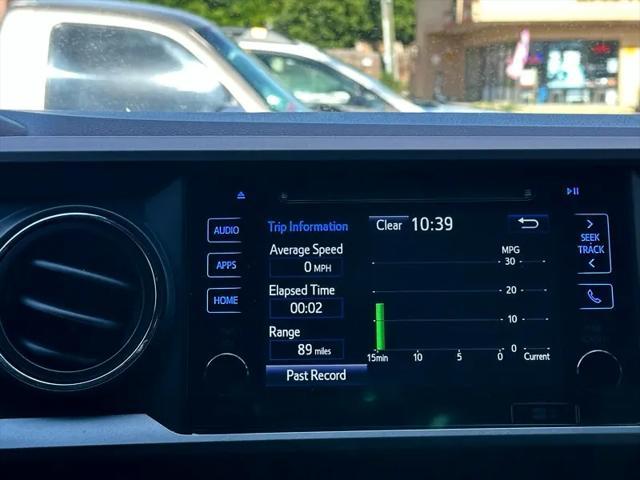 AUDIO
APPS
HOME
Trip Information
Clear 10:39
Average Speed
0 MPH
Elapsed Time
00:02
Range
89 miles
Past Record
MPG
30
20
10
0
15min 10 5 0 Current
SEEK
TRACK